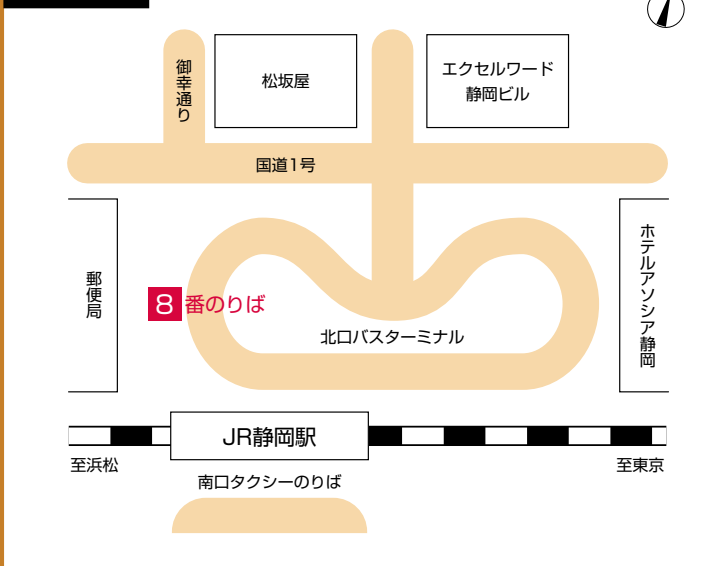 御幸通り
松坂屋
エクセルワード
静岡ビル
国道1号
郵便局
8番のりば
北口バスターミナル
ホテルアソシア静岡
JR静岡駅
至浜松
至東京
南口タクシーのりば